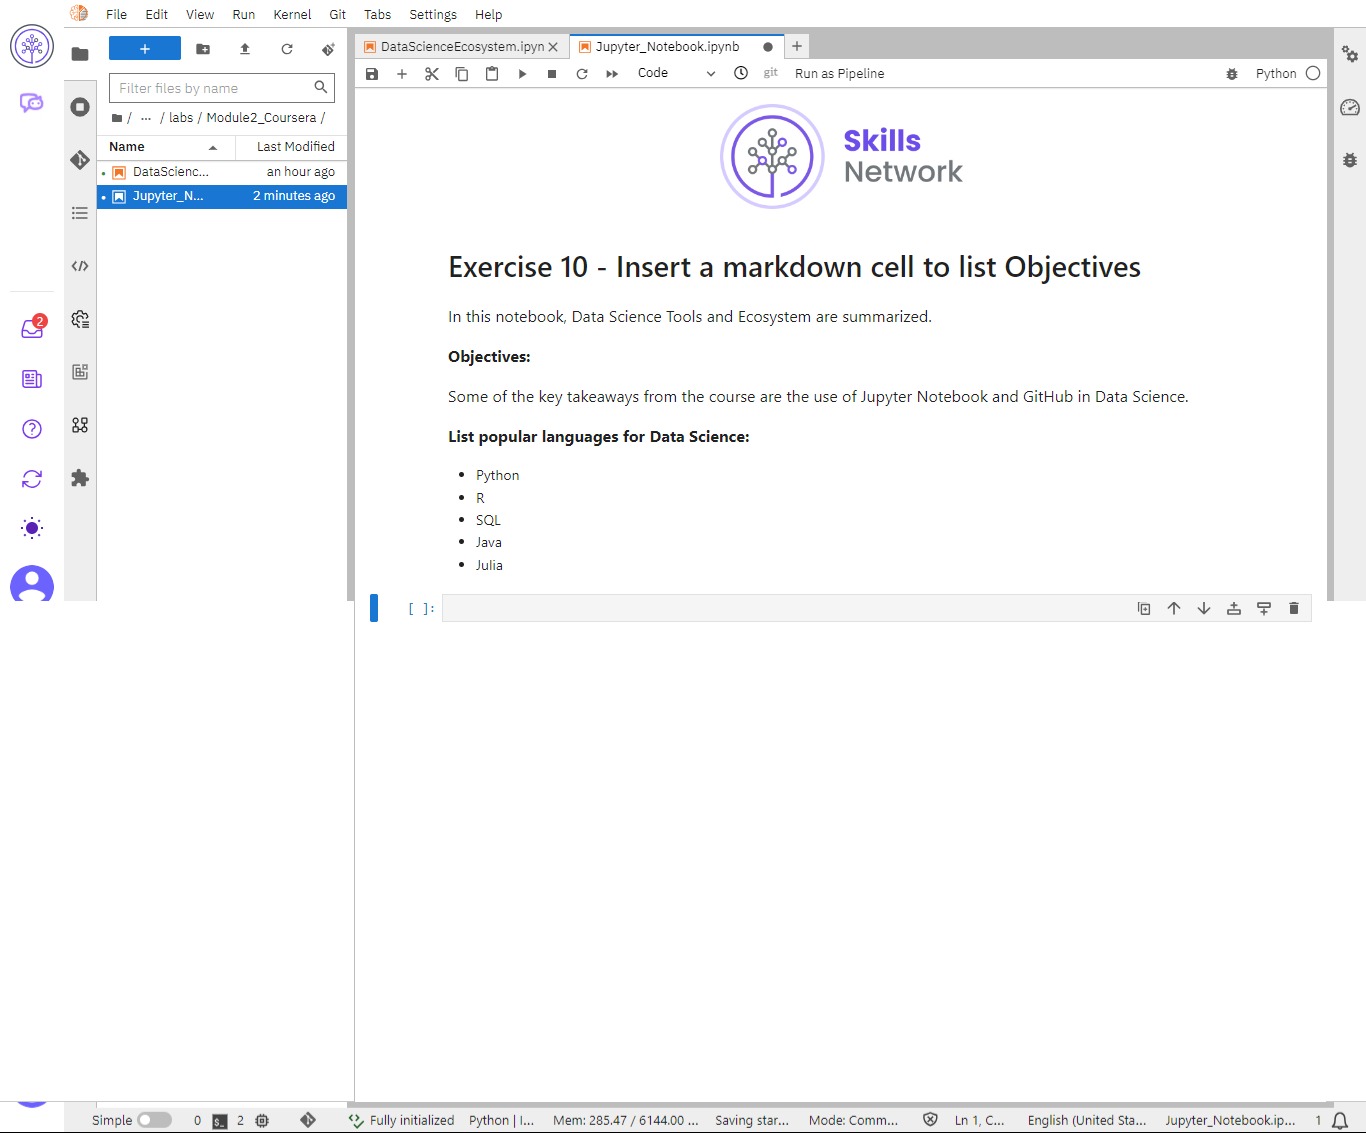 File Edit View Run Kernel Git Tabs Settings Help
DataScienceEcosystem.ipyn
Jupyter_Notebook.ipynb
Filter files by name
Code
git
Run as Pipeline
Python
/ ... / labs / Module2_Coursera /
Name Last Modified
DataScienc... an hour ago
Jupyter_N... 2 minutes ago
2
Skills
Network
Exercise 10 - Insert a markdown cell to list Objectives
In this notebook, Data Science Tools and Ecosystem are summarized.
Objectives:
Some of the key takeaways from the course are the use of Jupyter Notebook and GitHub in Data Science.
List popular languages for Data Science:
Python
R
SQL
Java
Julia
[ ]:
Simple 0 2 Fully initialized Python | I... Mem: 285.47 / 6144.00 ... Saving star... Mode: Comm... Ln 1, C... English (United Sta... Jupyter_Notebook.ip... 1